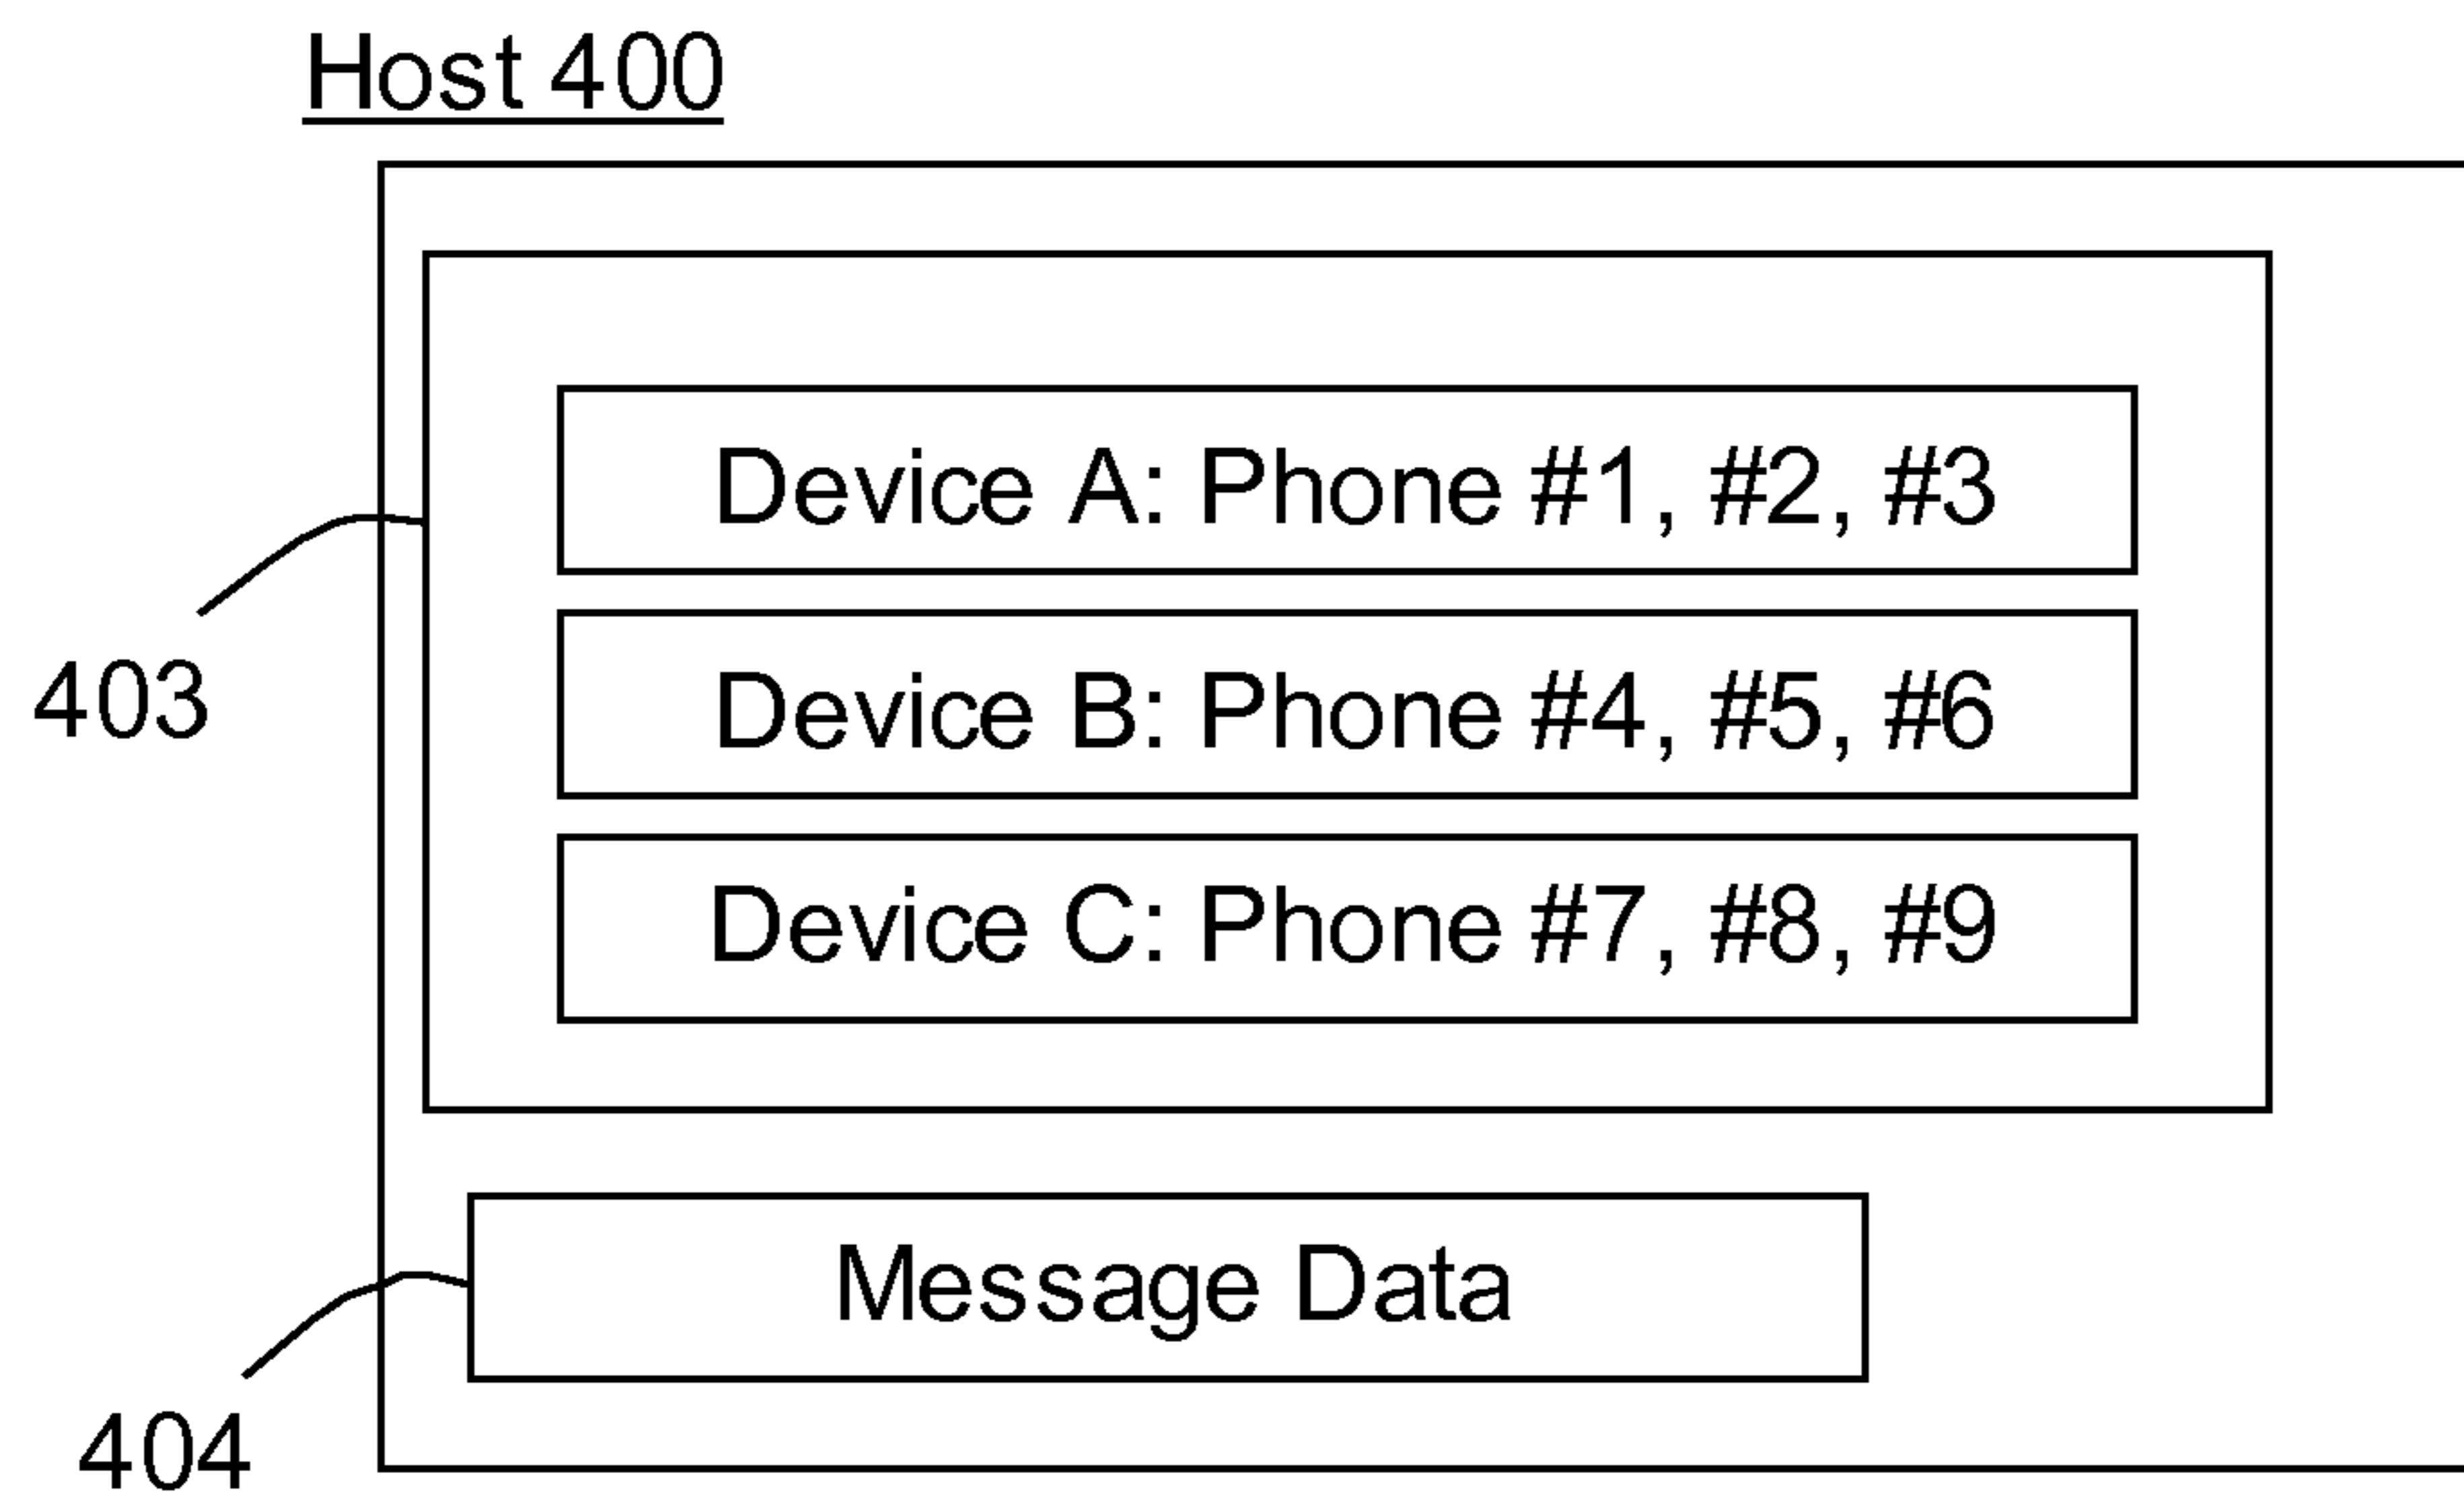 Host 400
Device A: Phone #1, #2, #3
403
Device B: Phone #4, #5, #6
Device C: Phone #7, #8, #9
Message Data
404